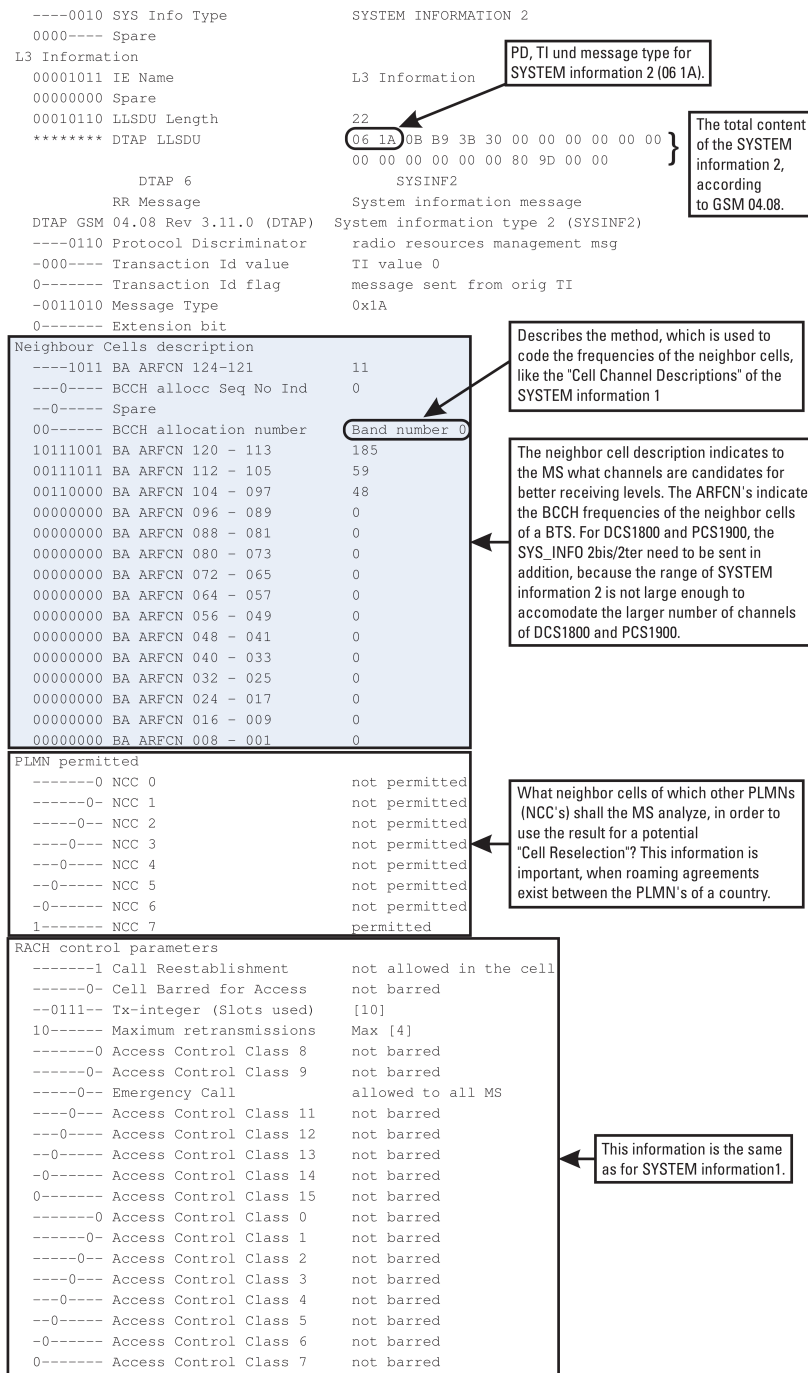 ----0010 SYS Info Type SYSTEM INFORMATION 2
0000---- Spare
L3 Information
00001011 IE Name L3 Information
00000000 Spare
00010110 LLSDU Length 22
******** DTAP LLSDU 06 1A 0B B9 3B 30 00 00 00 00 00 00
00 00 00 00 00 00 80 9D 00 00
PD, TI und message type for
SYSTEM information 2 (06 1A).
The total content
of the SYSTEM
information 2,
according
to GSM 04.08.
DTAP 6 SYSINF2
RR Message System information message
DTAP GSM 04.08 Rev 3.11.0 (DTAP) System information type 2 (SYSINF2)
----0110 Protocol Discriminator radio resources management msg
-000---- Transaction Id value TI value 0
0------- Transaction Id flag message sent from orig TI
-0011010 Message Type 0x1A
0------- Extension bit
Neighbour Cells description
----1011 BA ARFCN 124-121 11
---0---- BCCH allocc Seq No Ind 0
--0----- Spare
00------ BCCH allocation number Band number 0
10111001 BA ARFCN 120 - 113 185
00111011 BA ARFCN 112 - 105 59
00110000 BA ARFCN 104 - 097 48
00000000 BA ARFCN 096 - 089 0
00000000 BA ARFCN 088 - 081 0
00000000 BA ARFCN 080 - 073 0
00000000 BA ARFCN 072 - 065 0
00000000 BA ARFCN 064 - 057 0
00000000 BA ARFCN 056 - 049 0
00000000 BA ARFCN 048 - 041 0
00000000 BA ARFCN 040 - 033 0
00000000 BA ARFCN 032 - 025 0
00000000 BA ARFCN 024 - 017 0
00000000 BA ARFCN 016 - 009 0
00000000 BA ARFCN 008 - 001 0
Describes the method, which is used to
code the frequencies of the neighbor cells,
like the "Cell Channel Descriptions" of the
SYSTEM information 1
The neighbor cell description indicates to
the MS what channels are candidates for
better receiving levels. The ARFCN's indicate
the BCCH frequencies of the neighbor cells
of a BTS. For DCS1800 and PCS1900, the
SYS_INFO 2bis/2ter need to be sent in
addition, because the range of SYSTEM
information 2 is not large enough to
accomodate the larger number of channels
of DCS1800 and PCS1900.
PLMN permitted
-------0 NCC 0 not permitted
------0- NCC 1 not permitted
-----0-- NCC 2 not permitted
----0--- NCC 3 not permitted
---0---- NCC 4 not permitted
--0----- NCC 5 not permitted
-0------ NCC 6 not permitted
1------- NCC 7 permitted
What neighbor cells of which other PLMNs
(NCC's) shall the MS analyze, in order to
use the result for a potential
"Cell Reselection"? This information is
important, when roaming agreements
exist between the PLMN's of a country.
RACH control parameters
-------1 Call Reestablishment not allowed in the cell
------0- Cell Barred for Access not barred
--0111-- Tx-integer (Slots used) [10]
10------ Maximum retransmissions Max [4]
-------0 Access Control Class 8 not barred
------0- Access Control Class 9 not barred
-----0-- Emergency Call allowed to all MS
----0--- Access Control Class 11 not barred
---0---- Access Control Class 12 not barred
--0----- Access Control Class 13 not barred
-0------ Access Control Class 14 not barred
0------- Access Control Class 15 not barred
-------0 Access Control Class 0 not barred
------0- Access Control Class 1 not barred
-----0-- Access Control Class 2 not barred
----0--- Access Control Class 3 not barred
---0---- Access Control Class 4 not barred
--0----- Access Control Class 5 not barred
-0------ Access Control Class 6 not barred
0------- Access Control Class 7 not barred
This information is the same
as for SYSTEM information1.